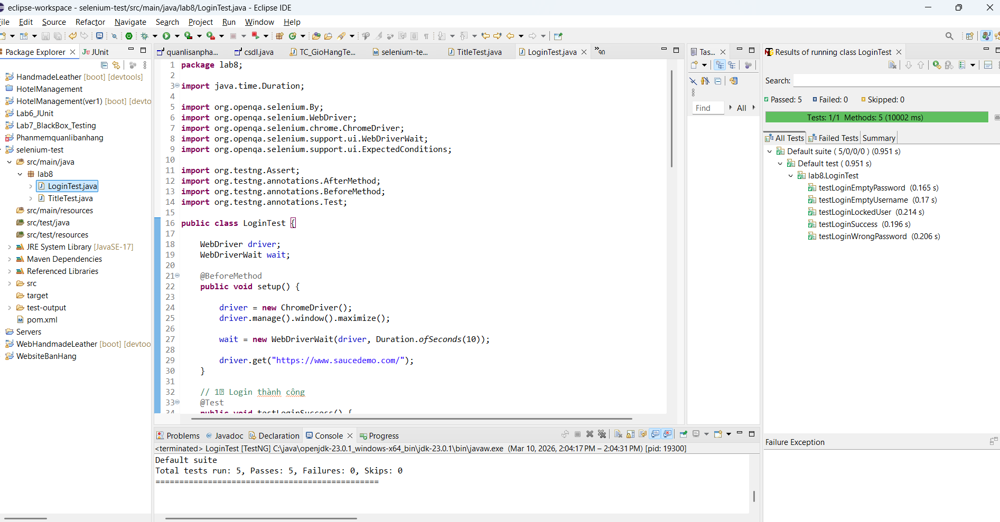 eclipse-workspace - selenium-test/src/main/java/lab8/LoginTest.java - Eclipse IDE
ile Edit Source Refactor Navigate Search Project Run Window Help
Package Explorer
JUnit
HandmadeLeather [boot] [devtools]
HotelManagement
HotelManagement(ver1) [boot] [devto
Lab6_JUnit
Lab7_BlackBox_Testing
Phanmemquanlibanhang
selenium-test
src/main/java
lab8
LoginTest.java
TitleTest.java
src/main/resources
src/test/java
src/test/resources
JRE System Library [JavaSE-17]
Maven Dependencies
Referenced Libraries
src
target
test-output
pom.xml
Servers
WebHandmadeLeather [boot] [devtoo
WebsiteBanHang
quanlisanpha... csdl.java TC_GioHangTe... selenium-te... TitleTest.java LoginTest.java »90
1 package lab8;
2
3 import java.time.Duration;
4
5 import org.openqa.selenium.By;
6 import org.openqa.selenium.WebDriver;
7 import org.openqa.selenium.chrome.ChromeDriver;
8 import org.openqa.selenium.support.ui.WebDriverWait;
9 import org.openqa.selenium.support.ui.ExpectedConditions;
10
11 import org.testng.Assert;
12 import org.testng.annotations.AfterMethod;
13 import org.testng.annotations.BeforeMethod;
14 import org.testng.annotations.Test;
15
16 public class LoginTest {
17
18 WebDriver driver;
19 WebDriverWait wait;
20
21 @BeforeMethod
22 public void setup() {
23
24 driver = new ChromeDriver();
25 driver.manage().window().maximize();
26
27 wait = new WebDriverWait(driver, Duration.ofSeconds(10));
28
29 driver.get("https://www.saucedemo.com/");
30 }
31
32 // 1 Login thành công
33 @Test
34 public void testLoginSuccess() {
Tas...
Find All
Results of running class LoginTest
Search:
Passed: 5 Failed: 0 Skipped: 0
Tests: 1/1 Methods: 5 (10002 ms)
All Tests Failed Tests Summary
Default suite ( 5/0/0/0 ) (0.951 s)
Default test ( 0.951 s)
lab8.LoginTest
testLoginEmptyPassword (0.165 s)
testLoginEmptyUsername (0.17 s)
testLoginLockedUser (0.214 s)
testLoginSuccess (0.196 s)
testLoginWrongPassword (0.206 s)
Failure Exception
Problems @ Javadoc Declaration Console Progress
<terminated> LoginTest [TestNG] C:\java\openjdk-23.0.1_windows-x64_bin\jdk-23.0.1\bin\javaw.exe (Mar 10, 2026, 2:04:17 PM – 2:04:31 PM) [pid: 19300]
Default suite
Total tests run: 5, Passes: 5, Failures: 0, Skips: 0
===============================================